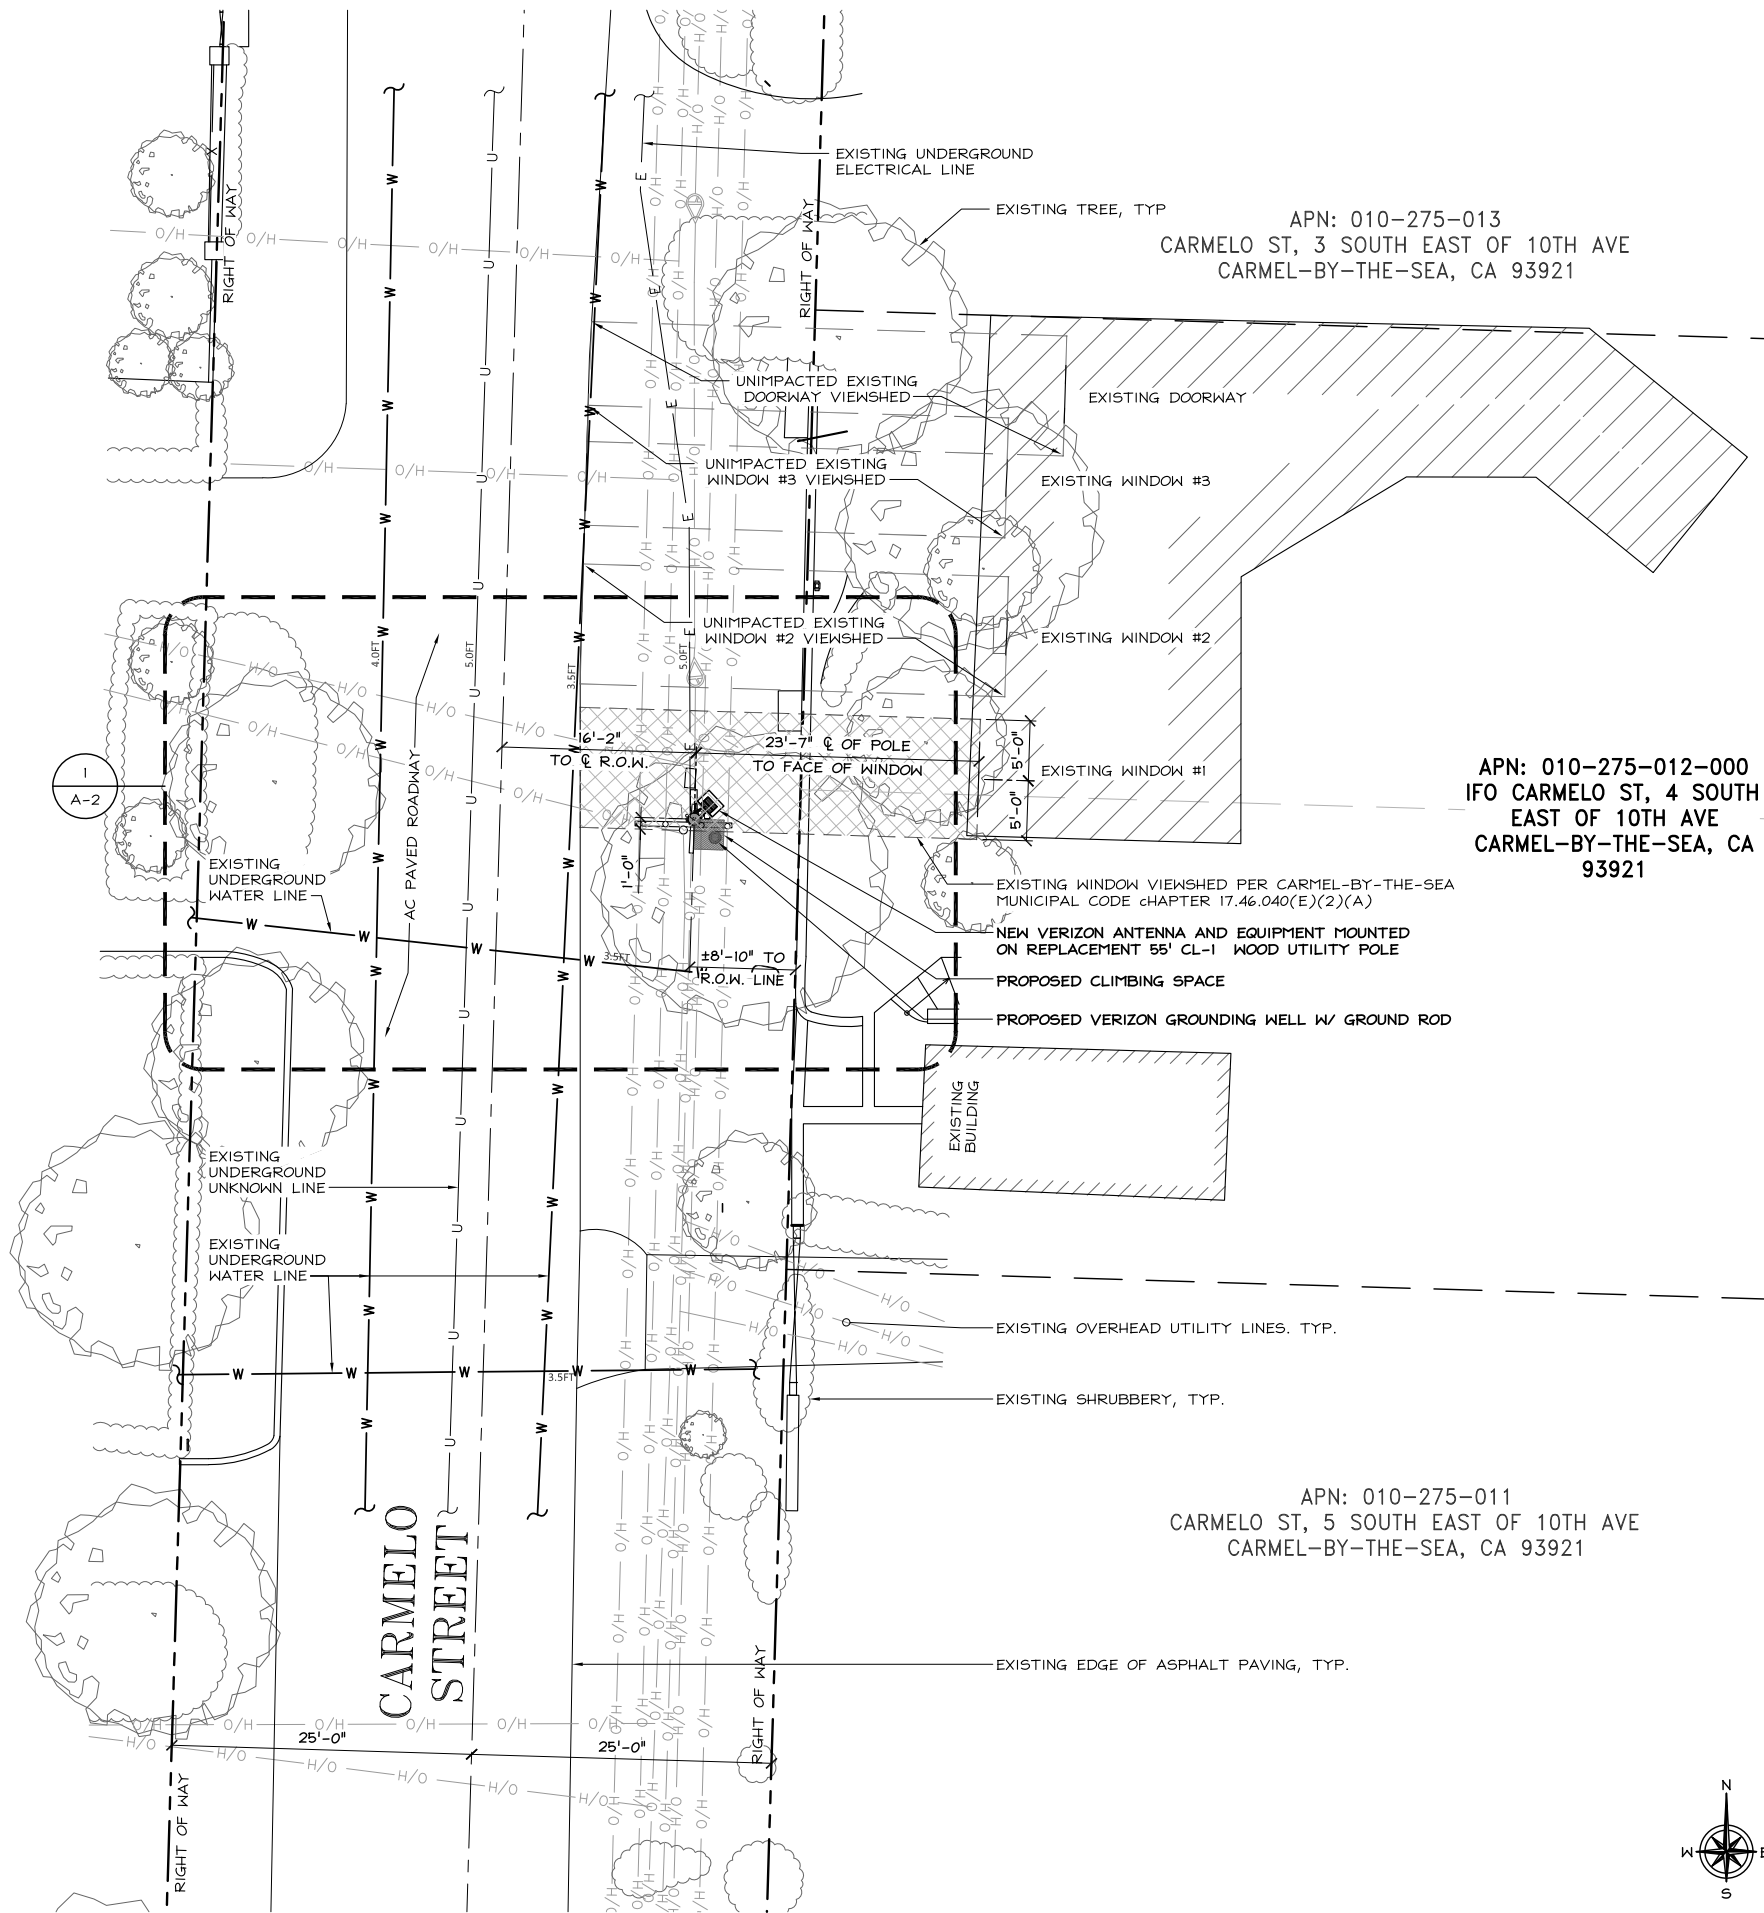 EXISTING UNDERGROUND
ELECTRICAL LINE
EXISTING TREE, TYP
APN: 010-275-013
CARMELO ST, 3 SOUTH EAST OF 10TH AVE
CARMEL-BY-THE-SEA, CA 93921
RIGHT OF WAY
RIGHT OF WAY
UNIMPACTED EXISTING
DOORWAY VIEWSHED
EXISTING DOORWAY
UNIMPACTED EXISTING
WINDOW #3 VIEWSHED
EXISTING WINDOW #3
UNIMPACTED EXISTING
WINDOW #2 VIEWSHED
EXISTING WINDOW #2
4.0FT
5.0FT
3.5FT
5.0FT
16'-2"
TO ℄ R.O.W.
23'-7" ℄ OF POLE
TO FACE OF WINDOW
5'-0"
5'-0"
EXISTING WINDOW #1
1
A-2
AC PAVED ROADWAY
APN: 010-275-012-000
IFO CARMELO ST, 4 SOUTH
EAST OF 10TH AVE
CARMEL-BY-THE-SEA, CA
93921
EXISTING
UNDERGROUND
WATER LINE
1'-0"
EXISTING WINDOW VIEWSHED PER CARMEL-BY-THE-SEA
MUNICIPAL CODE cHAPTER 17.46.040(E)(2)(A)
NEW VERIZON ANTENNA AND EQUIPMENT MOUNTED
ON REPLACEMENT 55' CL-1 WOOD UTILITY POLE
3.5FT
±8'-10" TO
R.O.W. LINE
PROPOSED CLIMBING SPACE
PROPOSED VERIZON GROUNDING WELL W/ GROUND ROD
EXISTING
BUILDING
EXISTING
UNDERGROUND
UNKNOWN LINE
EXISTING
UNDERGROUND
WATER LINE
EXISTING OVERHEAD UTILITY LINES. TYP.
3.5FT
EXISTING SHRUBBERY, TYP.
APN: 010-275-011
CARMELO ST, 5 SOUTH EAST OF 10TH AVE
CARMEL-BY-THE-SEA, CA 93921
CARMELO
STREET
EXISTING EDGE OF ASPHALT PAVING, TYP.
RIGHT OF WAY
25'-0"
25'-0"
RIGHT OF WAY
N
W
E
S